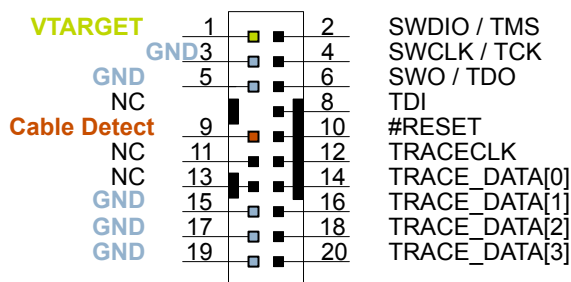 VTARGET 1 2 SWDIO / TMS
GND 3 4 SWCLK / TCK
GND 5 6 SWO / TDO
NC 8 TDI
Cable Detect 9 10 #RESET
NC 11 12 TRACECLK
NC 13 14 TRACE_DATA[0]
GND 15 16 TRACE_DATA[1]
GND 17 18 TRACE_DATA[2]
GND 19 20 TRACE_DATA[3]